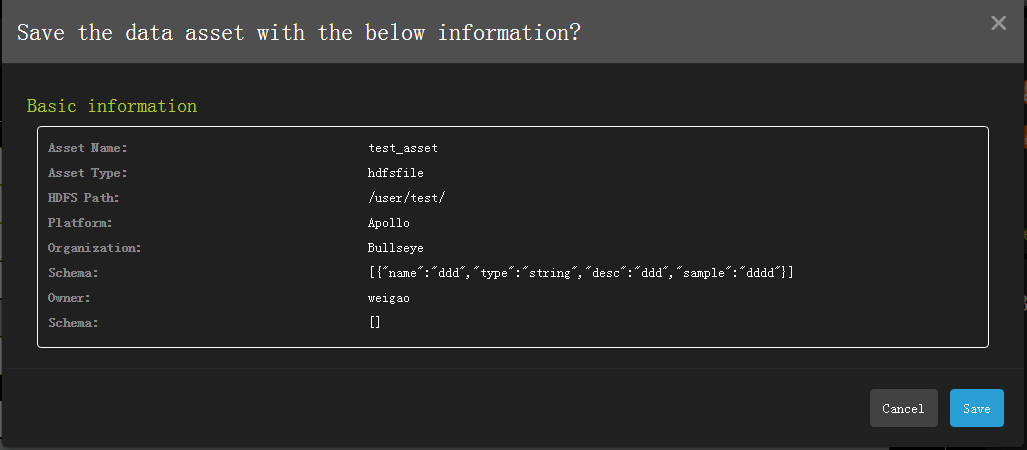 Save the data asset with the below information?
Basic information
Asset Name: test_asset
Asset Type: hdfsfile
HDFS Path: /user/test/
Platform: Apollo
Organization: Bullseye
Schema: [{"name":"ddd","type":"string","desc":"ddd","sample":"dddd"}]
Owner: weigao
Schema: []
Cancel Save